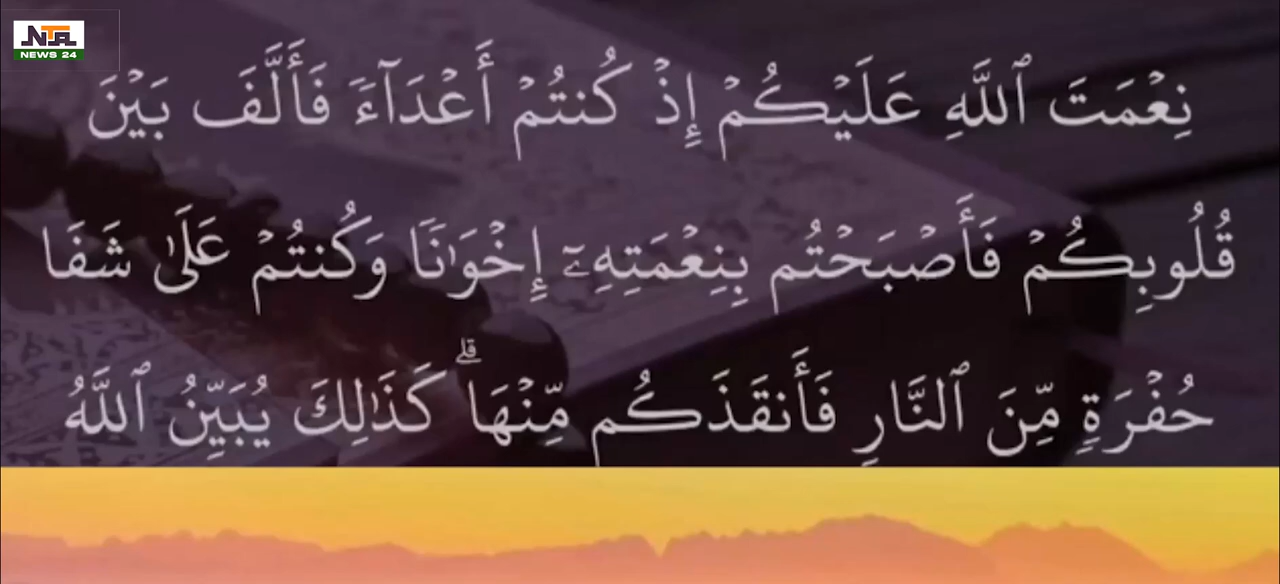 NTA
NEWS 24
نِعْمَتَ ٱللَّهِ عَلَيْكُمْ إِذْ كُنتُمْ أَعْدَآءً فَأَلَّفَ بَيْنَ
قُلُوبِكُمْ فَأَصْبَحْتُم بِنِعْمَتِهِۦٓ إِخْوَٰنًا وَكُنتُمْ عَلَىٰ شَفَا
حُفْرَةٍ مِّنَ ٱلنَّارِ فَأَنقَذَكُم مِّنْهَا ۗ كَذَٰلِكَ يُبَيِّنُ ٱللَّهُ